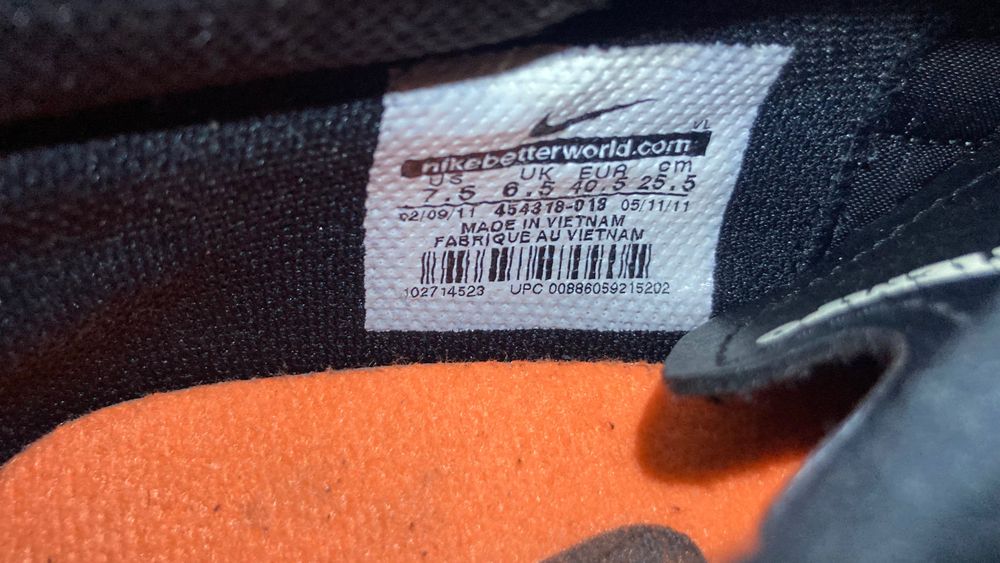 VL
nikebetterworld.com
US UK EUR cm
7.5 6.5 40.5 25.5
02/09/11 454318-013 05/11/11
MADE IN VIETNAM
FABRIQUE AU VIETNAM
102714523 UPC 00886059215202